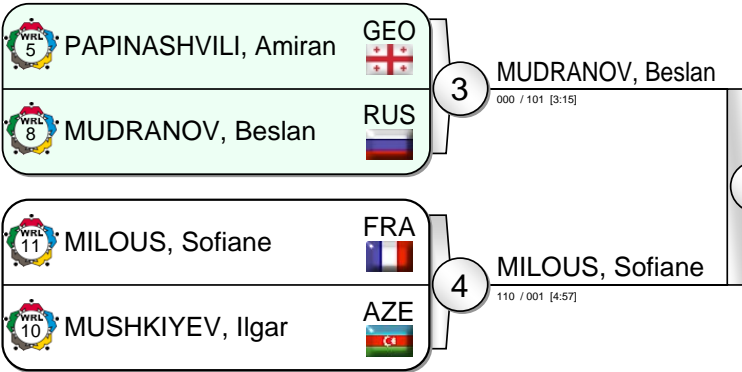 WRL
5
PAPINASHVILI, Amiran
GEO
WRL
8
MUDRANOV, Beslan
RUS
3
MUDRANOV, Beslan
000 / 101 [3:15]
WRL
11
MILOUS, Sofiane
FRA
WRL
10
MUSHKIYEV, Ilgar
AZE
4
MILOUS, Sofiane
110 / 001 [4:57]